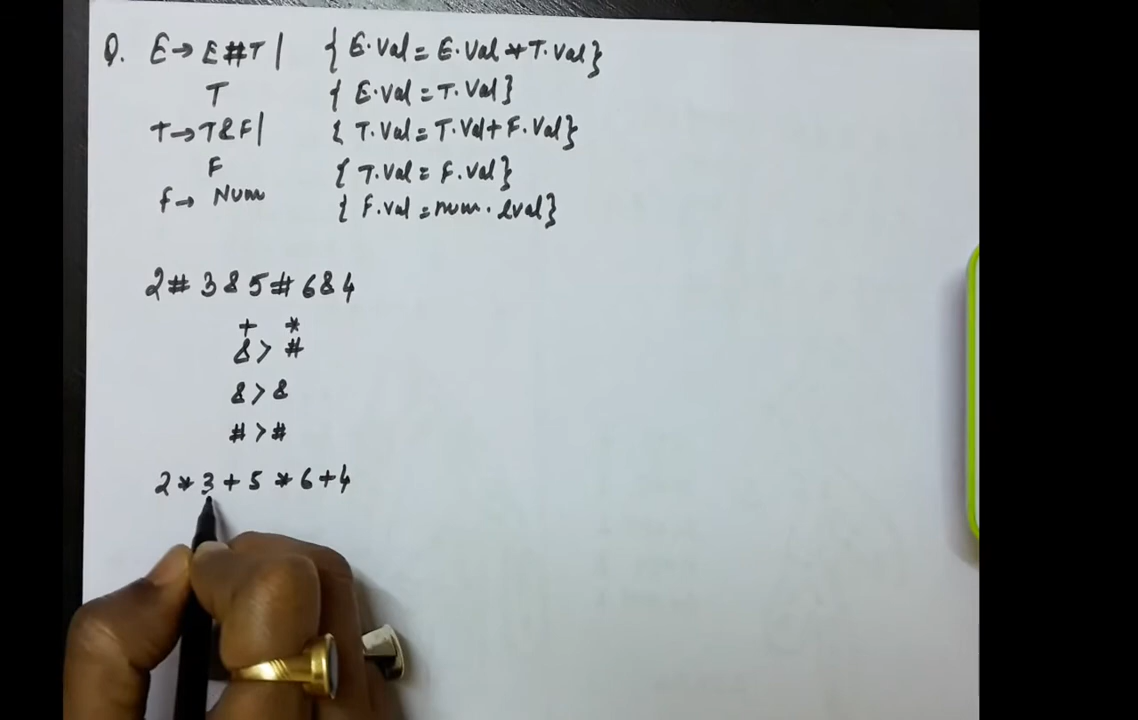 Q. E→ E#T| { E.Val = E.Val * T.Val}
T { E.Val = T.Val}
T→T&F| { T.Val = T.Val + F.Val}
F { T.Val = F.Val}
F→ Num { F.val = num.lval}
2# 3 & 5 # 6 & 4
+ *
& > #
& > &
# > #
2 * 3 + 5 * 6 + 4